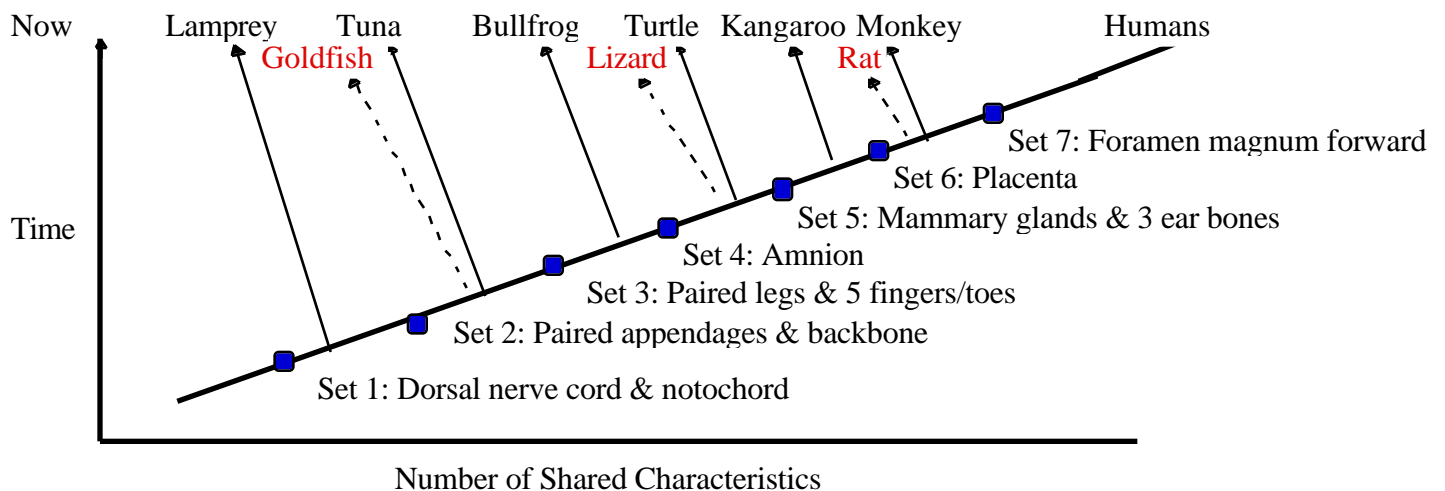 Now Lamprey Tuna Bullfrog Turtle Kangaroo Monkey Humans
Goldfish Lizard Rat
Set 7: Foramen magnum forward
Set 6: Placenta
Set 5: Mammary glands & 3 ear bones
Time
Set 4: Amnion
Set 3: Paired legs & 5 fingers/toes
Set 2: Paired appendages & backbone
Set 1: Dorsal nerve cord & notochord
Number of Shared Characteristics